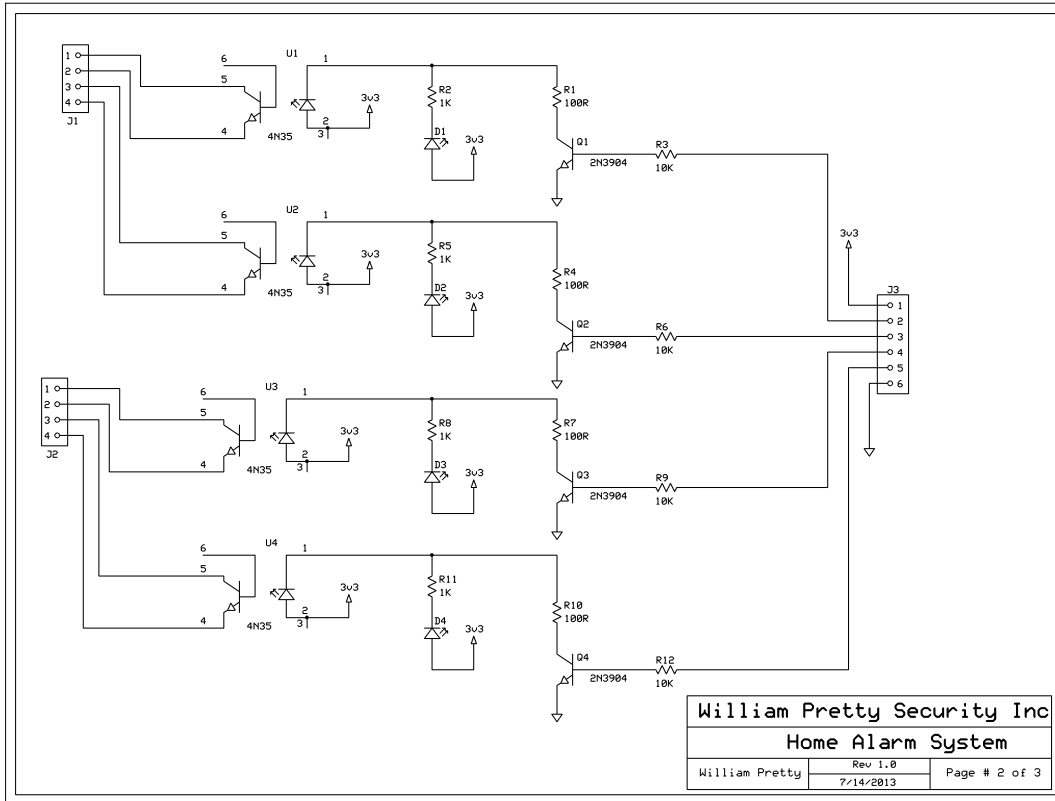 1
2
3
4
J1
6
5
4
U1
4N35
1
2
3
3v3
R2
1K
D1
3v3
R1
100R
Q1
2N3904
R3
10K
6
5
4
U2
4N35
1
2
3
3v3
R5
1K
D2
3v3
R4
100R
Q2
2N3904
R6
10K
3v3
J3
1
2
3
4
5
6
1
2
3
4
J2
6
5
4
U3
4N35
1
2
3
3v3
R8
1K
D3
3v3
R7
100R
Q3
2N3904
R9
10K
6
5
4
U4
4N35
1
2
3
3v3
R11
1K
D4
3v3
R10
100R
Q4
2N3904
R12
10K
William Pretty Security Inc
Home Alarm System
William Pretty
Rev 1.0
7/14/2013
Page # 2 of 3